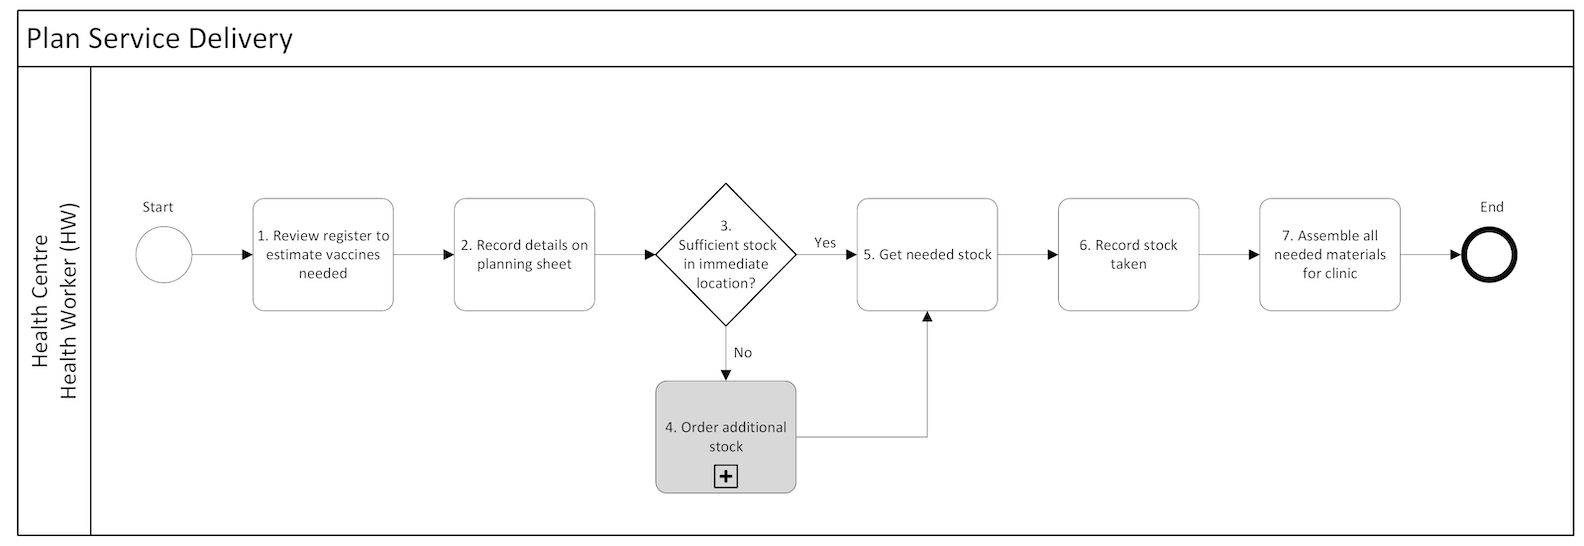 Plan Service Delivery
Health Centre
Health Worker (HW)
Start
1. Review register to
estimate vaccines
needed
2. Record details on
planning sheet
3.
Sufficient stock
in immediate
location?
Yes
No
4. Order additional
stock
5. Get needed stock
6. Record stock
taken
7. Assemble all
needed materials
for clinic
End